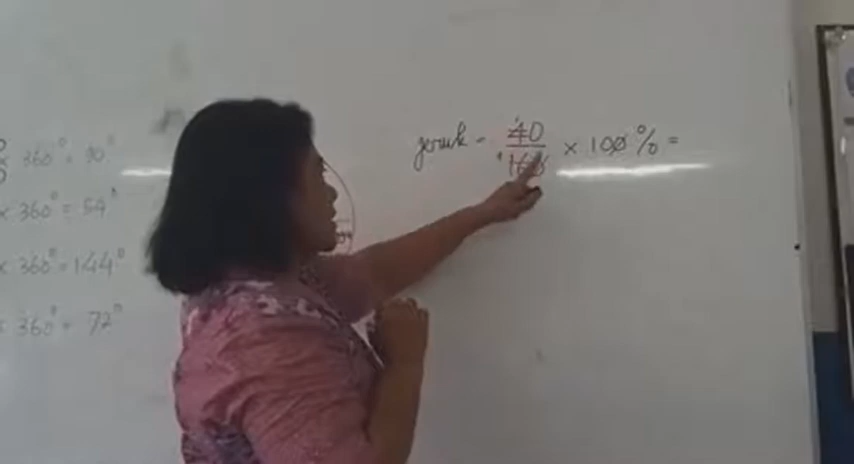 x 360° = 90°
x 360° = 54°
x 360° = 144°
x 360° = 72°
jeruk = 40/160 x 100 % =